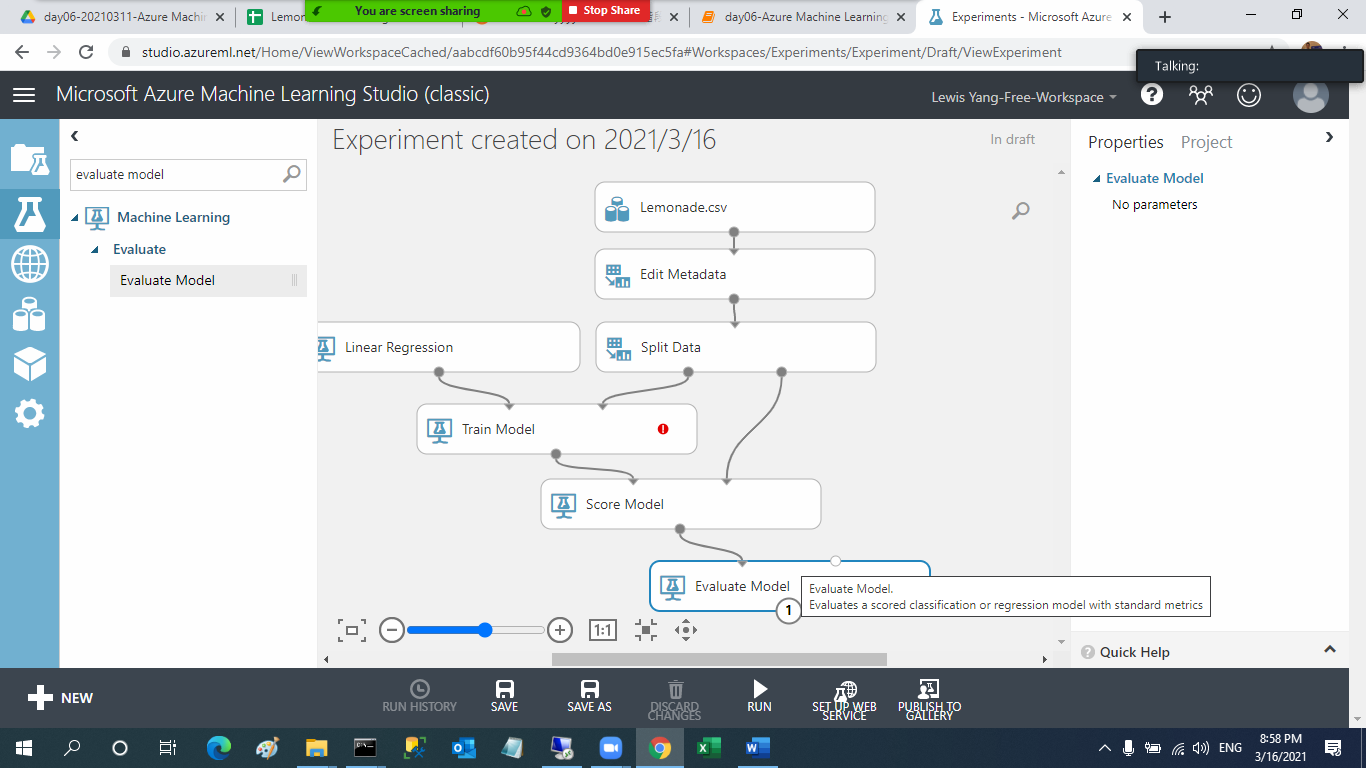 day06-20210311-Azure Machi
Lemon
You are screen sharing
Stop Share
day06-Azure Machine Learning
Experiments - Microsoft Azure
studio.azureml.net/Home/ViewWorkspaceCached/aabcdf60b95f44cd9364bd0e915ec5fa#Workspaces/Experiments/Experiment/Draft/ViewExperiment
Talking:
Microsoft Azure Machine Learning Studio (classic)
Lewis Yang-Free-Workspace
?
Experiment created on 2021/3/16
In draft
Properties
Project
evaluate model
Machine Learning
Evaluate
Evaluate Model
Evaluate Model
No parameters
Lemonade.csv
Edit Metadata
Linear Regression
Split Data
Train Model
!
Score Model
Evaluate Model
1
Evaluate Model.
Evaluates a scored classification or regression model with standard metrics
1:1
? Quick Help
NEW
RUN HISTORY
SAVE
SAVE AS
DISCARD
CHANGES
RUN
SET UP WEB
SERVICE
PUBLISH TO
GALLERY
ENG
8:58 PM
3/16/2021